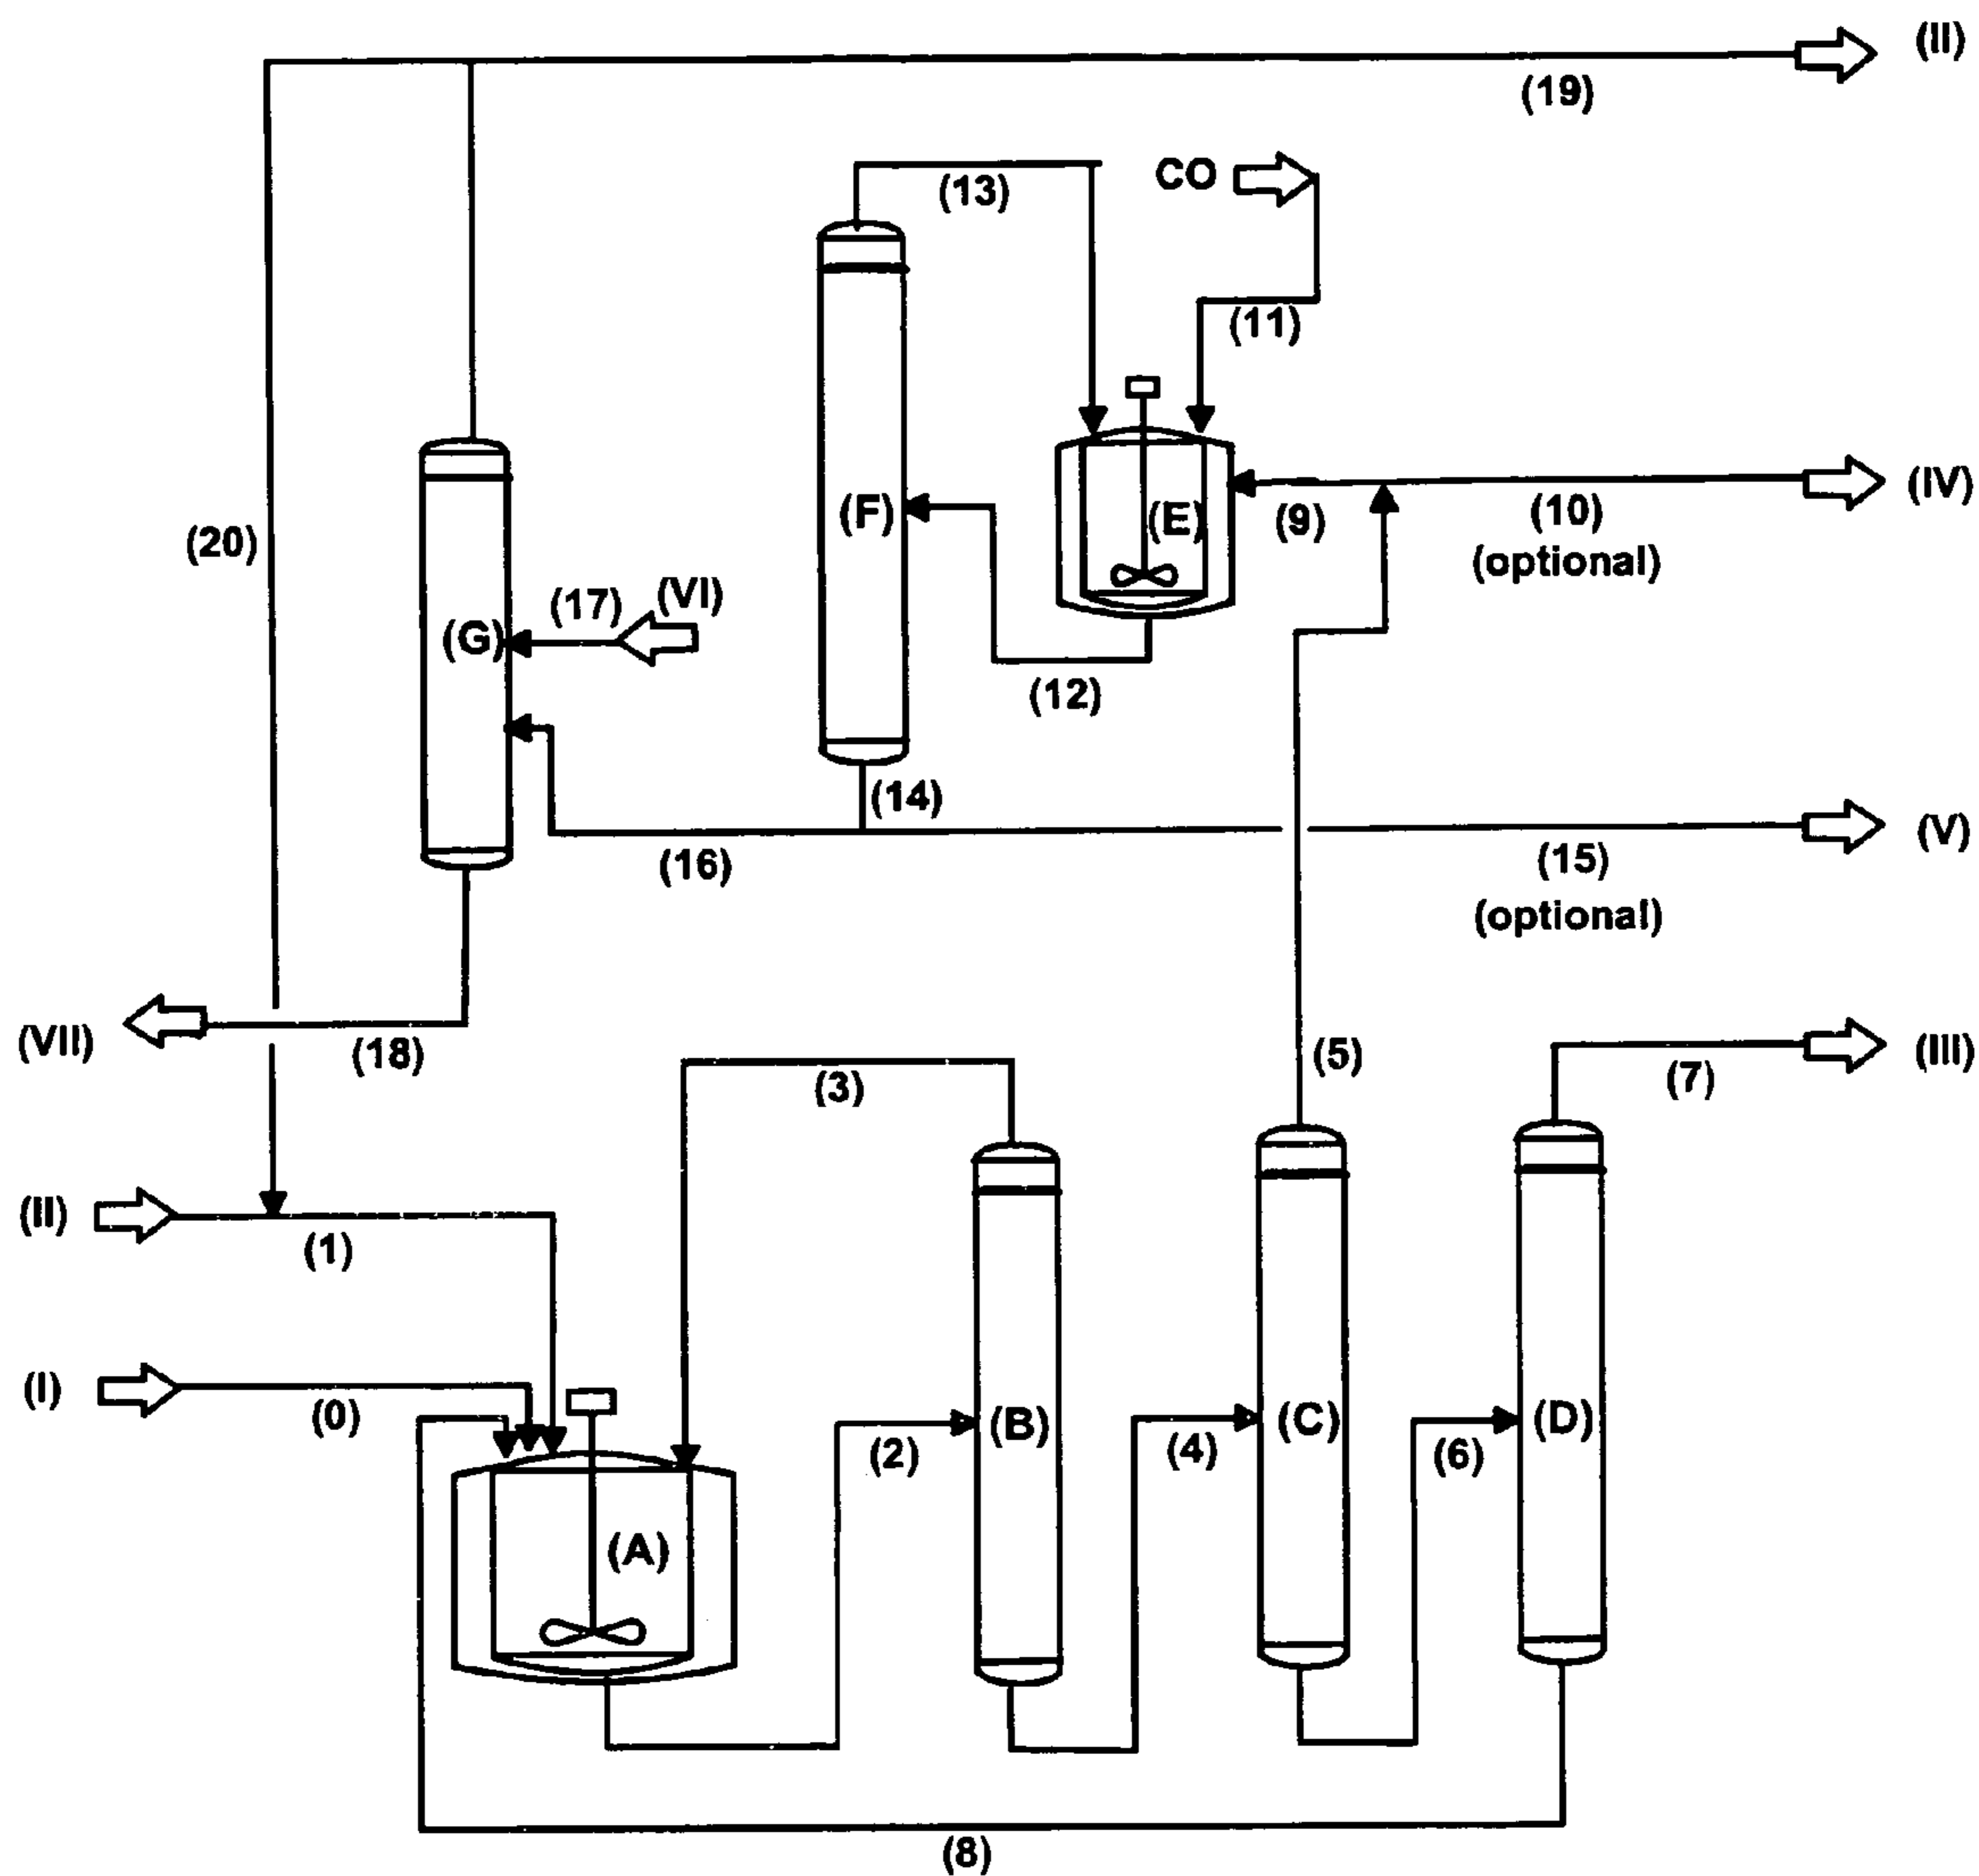 (II)
(19)
(13)
CO
(11)
(20)
(F)
(E)
(9)
(10)
(optional)
(IV)
(17)
(VI)
(G)
(12)
(14)
(16)
(15)
(optional)
(V)
(VII)
(18)
(3)
(5)
(7)
(III)
(II)
(1)
(I)
(0)
(2)
(B)
(4)
(C)
(6)
(D)
(A)
(8)